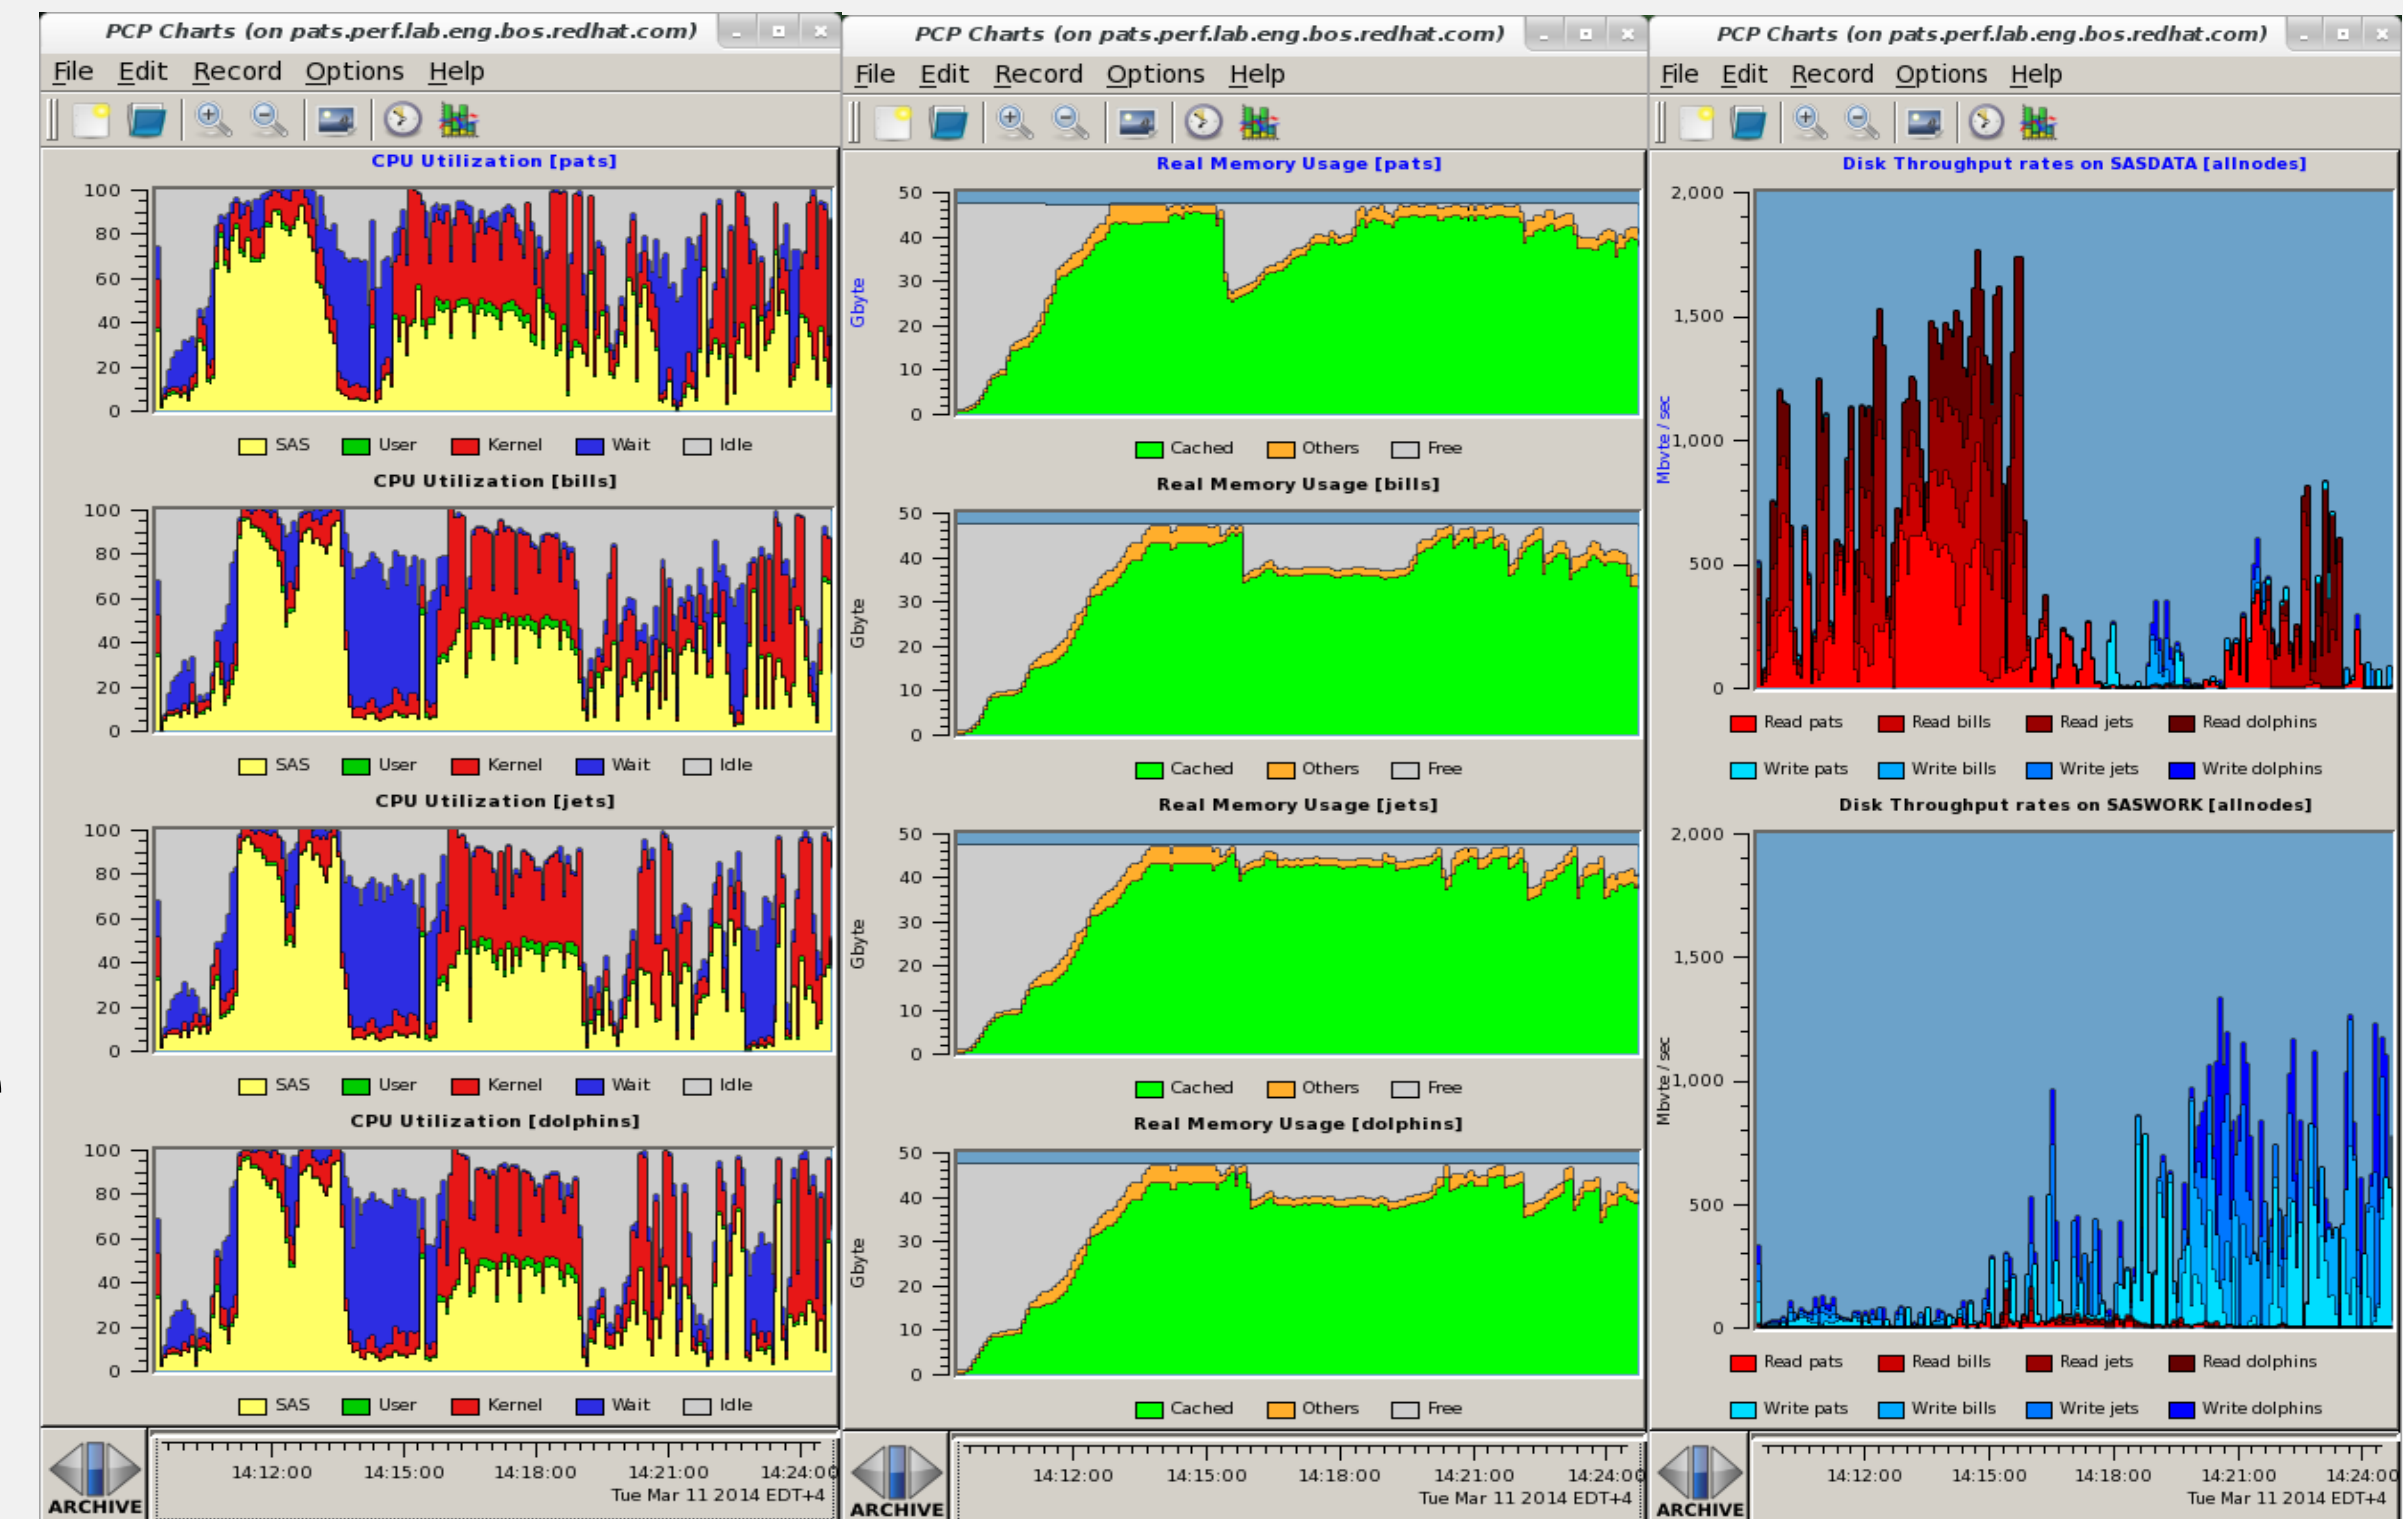 PCP Charts (on pats.perf.lab.eng.bos.redhat.com)
File Edit Record Options Help
CPU Utilization [pats]
100
80
60
40
20
0
SAS User Kernel Wait Idle
CPU Utilization [bills]
100
80
60
40
20
0
SAS User Kernel Wait Idle
CPU Utilization [jets]
100
80
60
40
20
0
SAS User Kernel Wait Idle
CPU Utilization [dolphins]
100
80
60
40
20
0
SAS User Kernel Wait Idle
ARCHIVE
14:12:00 14:15:00 14:18:00 14:21:00 14:24:00
Tue Mar 11 2014 EDT+4
PCP Charts (on pats.perf.lab.eng.bos.redhat.com)
File Edit Record Options Help
Real Memory Usage [pats]
Gbyte
50
40
30
20
10
0
Cached Others Free
Real Memory Usage [bills]
Gbyte
50
40
30
20
10
0
Cached Others Free
Real Memory Usage [jets]
Gbyte
50
40
30
20
10
0
Cached Others Free
Real Memory Usage [dolphins]
Gbyte
50
40
30
20
10
0
Cached Others Free
ARCHIVE
14:12:00 14:15:00 14:18:00 14:21:00 14:24:00
Tue Mar 11 2014 EDT+4
PCP Charts (on pats.perf.lab.eng.bos.redhat.com)
File Edit Record Options Help
Disk Throughput rates on SASDATA [allnodes]
Mbyte / sec
2,000
1,500
1,000
500
0
Read pats Read bills Read jets Read dolphins
Write pats Write bills Write jets Write dolphins
Disk Throughput rates on SASWORK [allnodes]
Mbyte / sec
2,000
1,500
1,000
500
0
Read pats Read bills Read jets Read dolphins
Write pats Write bills Write jets Write dolphins
ARCHIVE
14:12:00 14:15:00 14:18:00 14:21:00 14:24:00
Tue Mar 11 2014 EDT+4